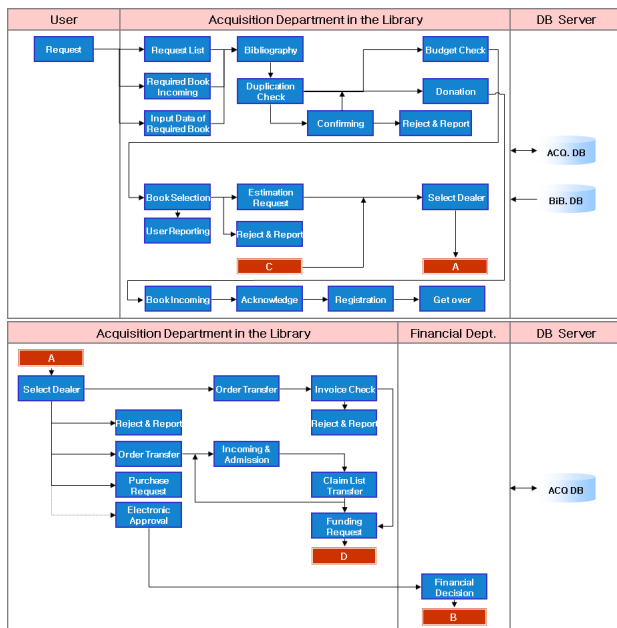 User
Acquisition Department in the Library
DB Server
Request
Request List
Bibliography
Budget Check
Required Book
Incoming
Duplication
Check
Donation
Input Data of
Required Book
Confirming
Reject & Report
ACQ. DB
BiB. DB
Book Selection
Estimation
Request
Select Dealer
User Reporting
Reject & Report
C
A
Book Incoming
Acknowledge
Registration
Get over
Acquisition Department in the Library
Financial Dept.
DB Server
A
Select Dealer
Order Transfer
Invoice Check
Reject & Report
Reject & Report
Order Transfer
Incoming &
Admission
Purchase
Request
Claim List
Transfer
ACQ DB
Electronic
Approval
Funding
Request
D
Financial
Decision
B